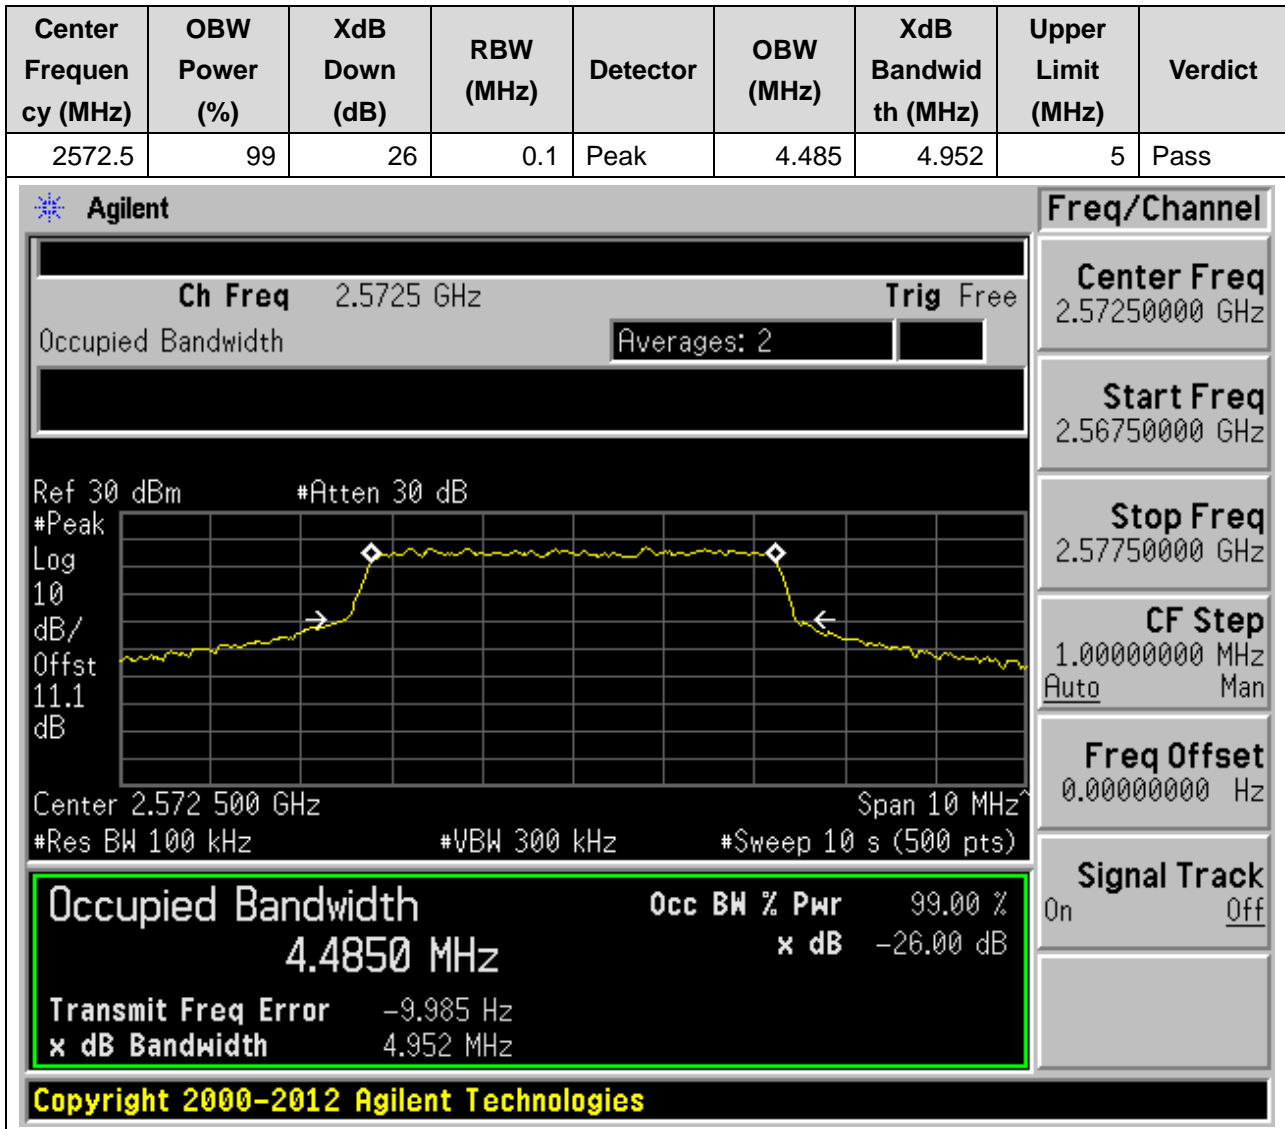 Center Frequen cy (MHz) OBW Power (%) XdB Down (dB) RBW (MHz) Detector OBW (MHz) XdB Bandwid th (MHz) Upper Limit (MHz) Verdict
2572.5 99 26 0.1 Peak 4.485 4.952 5 Pass
Agilent
Freq/Channel
Ch Freq 2.5725 GHz Trig Free
Occupied Bandwidth Averages: 2
Ref 30 dBm #Atten 30 dB
#Peak
Log
10
dB/
Offst
11.1
dB
Center 2.572 500 GHz Span 10 MHz^
#Res BW 100 kHz #VBW 300 kHz #Sweep 10 s (500 pts)
Occupied Bandwidth Occ BW % Pwr 99.00 %
4.4850 MHz x dB -26.00 dB
Transmit Freq Error -9.985 Hz
x dB Bandwidth 4.952 MHz
Center Freq
2.57250000 GHz
Start Freq
2.56750000 GHz
Stop Freq
2.57750000 GHz
CF Step
1.00000000 MHz
Auto Man
Freq Offset
0.00000000 Hz
Signal Track
On Off
Copyright 2000-2012 Agilent Technologies